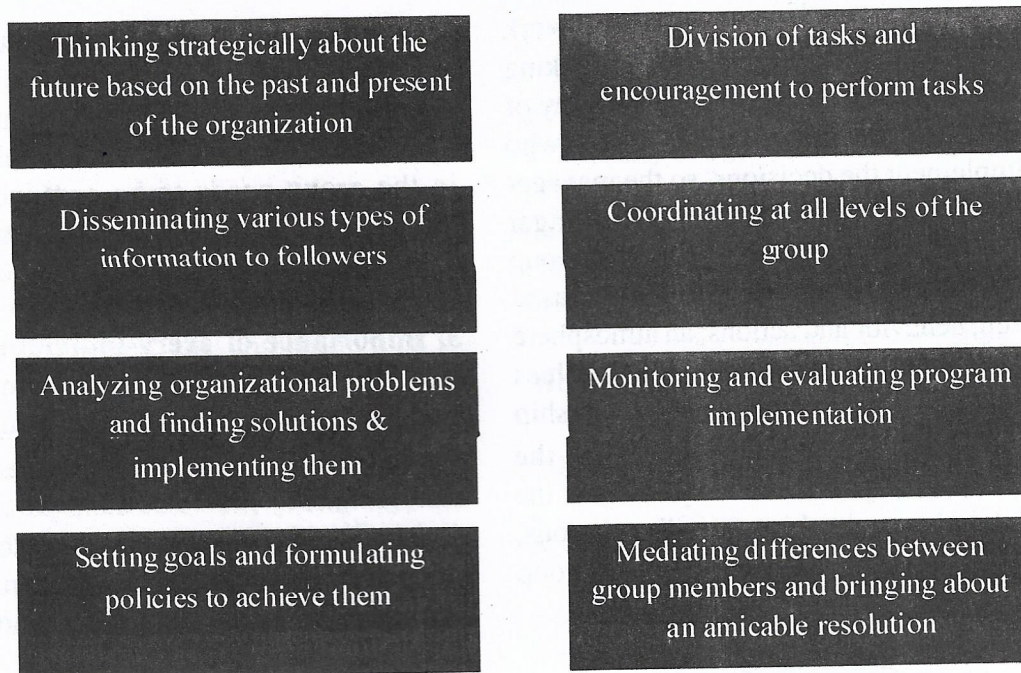 Thinking strategically about the
future based on the past and present
of the organization
Division of tasks and
encouragement to perform tasks
Disseminating various types of
information to followers
Coordinating at all levels of the
group
Analyzing organizational problems
and finding solutions &
implementing them
Monitoring and evaluating program
implementation
Setting goals and formulating
policies to achieve them
Mediating differences between
group members and bringing about
an amicable resolution